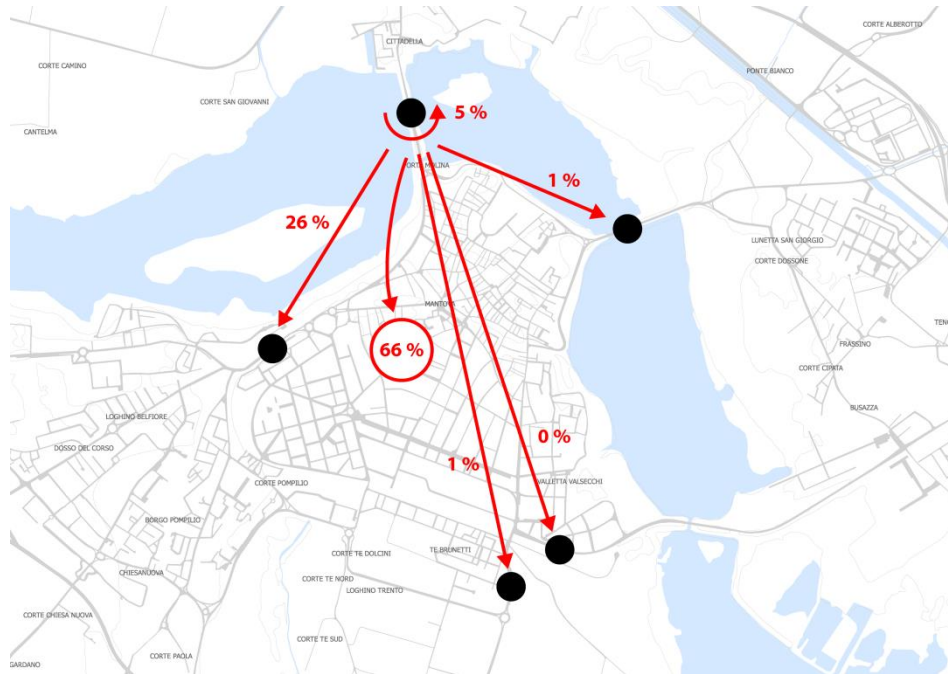 CORTE ALBEROTTO
CITTADELLA
CORTE CAMINO
PONTE BIANCO
CORTE SAN GIOVANNI
5 %
CANTELMA
1 %
26 %
LUNETTA SAN GIORGIO
CORTE DOSSONE
MANTOVA
66 %
FRASSINO
CORTE CIPATA
BUSAZZA
LOGHINO BELFIORE
0 %
DOSSO DEL CORSO
1 %
CORTE POMPILIO
VALLETTA VALSECCHI
BORGO POMPILIO
TE BRUNETTI
CORTE TE DOLCINI
CHIESANUOVA
CORTE TE NORD
LOGHINO TRENTO
CORTE CHIESA NUOVA
CORTE TE SUD
CORTE PAOLA
GARDANO